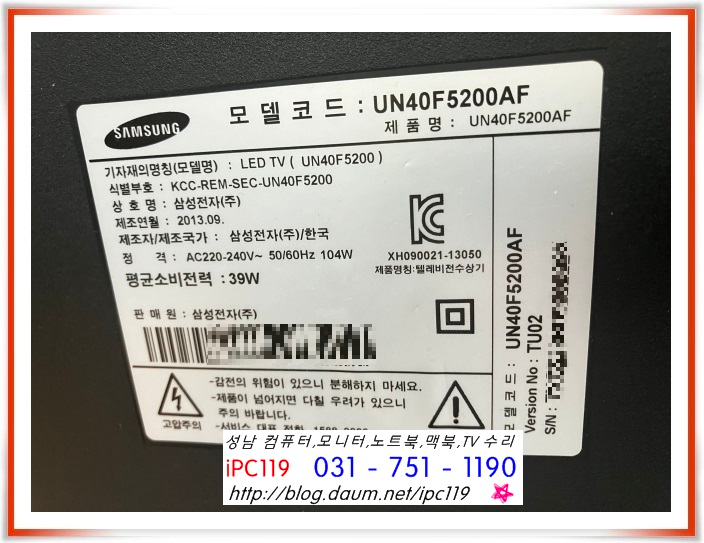 SAMSUNG
모델코드 : UN40F5200AF
제 품 명 : UN40F5200AF
기자재의명칭(모델명) : LED TV ( UN40F5200 )
식별부호 : KCC-REM-SEC-UN40F5200
상 호 명 : 삼성전자(주)
제조연월 : 2013.09.
제조자/제조국가 : 삼성전자(주)/한국
정 격 : AC220-240V~ 50/60Hz 104W
평균소비전력 : 39W
XH090021-13050
제품명칭:텔레비전수상기
판 매 원 : 삼성전자(주)
고압주의
-감전의 위험이 있으니 분해하지 마세요.
-제품이 넘어지면 다칠 우려가 있으니
주의 바랍니다.
-서비스 대표 전화
모델코드 : UN40F5200AF
Version No : TU02
S/N :
성남 컴퓨터,모니터,노트북,맥북,TV 수리
iPC119 031 - 751 - 1190
http://blog.daum.net/ipc119